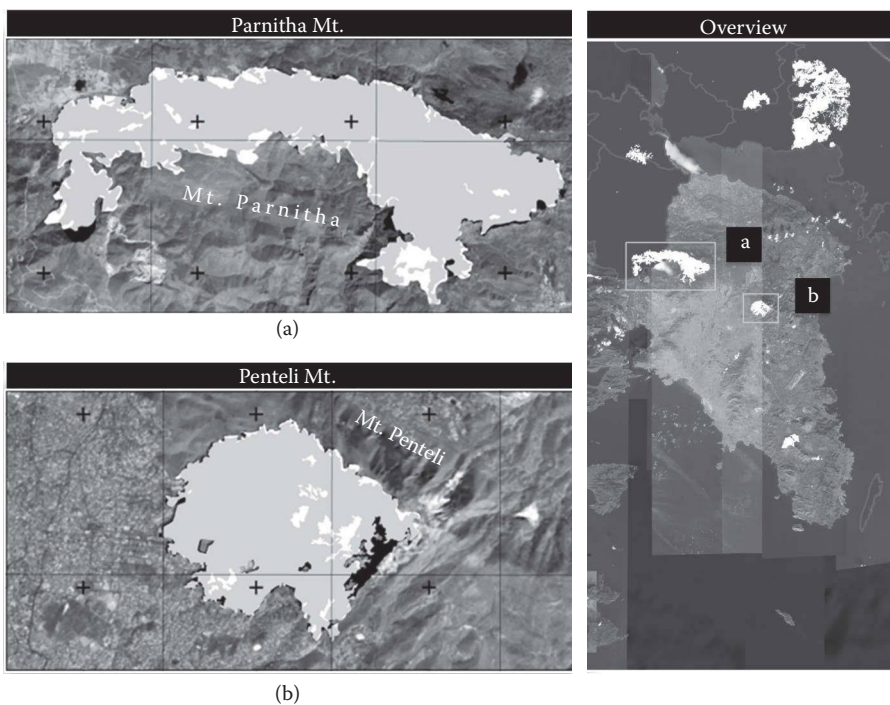 Parnitha Mt.
Mt. Parnitha
(a)
Penteli Mt.
Mt. Penteli
(b)
Overview
a
b